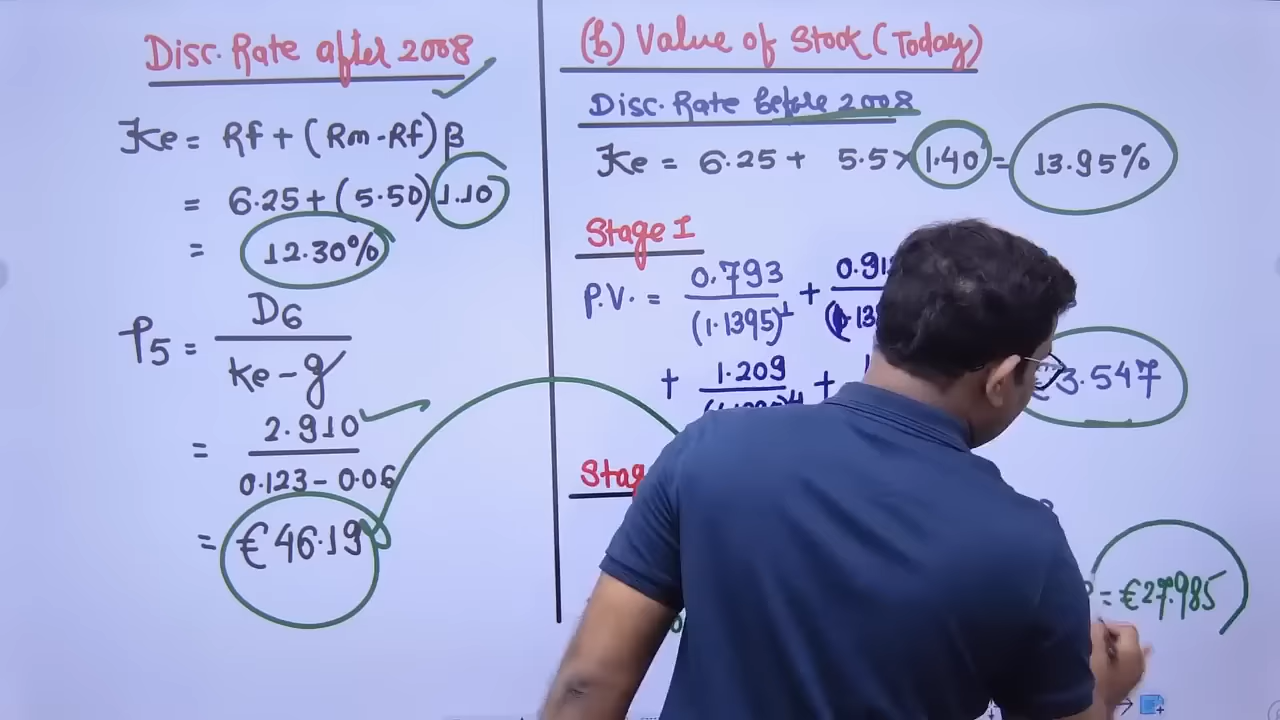 Disc. Rate after 2008
Ke = Rf + (Rm - Rf) β
= 6.25 + (5.50) 1.10
= 12.30%
P5 = D6
Ke - g
= 2.910
0.123 - 0.06
= €46.19
(b) Value of Stock (Today)
Disc. Rate before 2008
Ke = 6.25 + 5.5 × 1.40 = 13.95%
Stage I
P.V. = 0.793 +
(1.1395)^1
+ 1.209 +
3.547
= €27.985